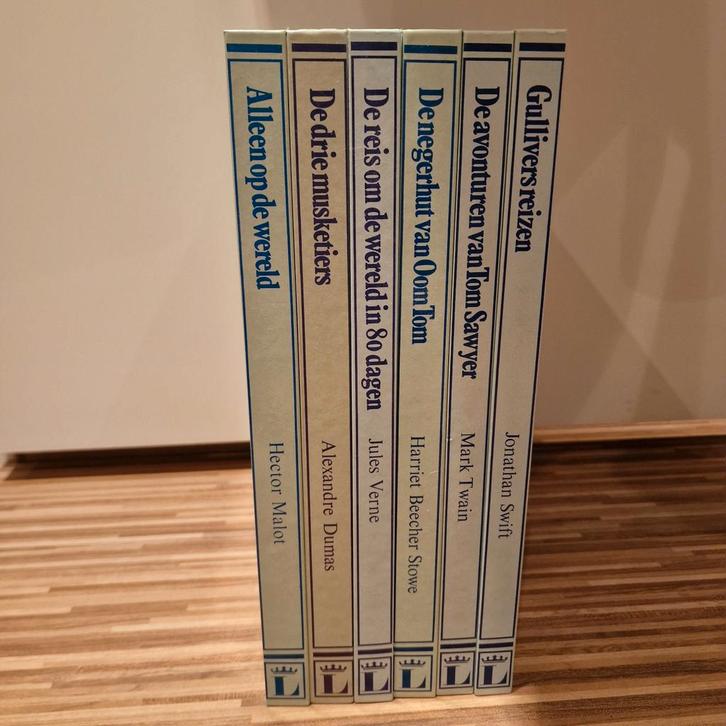 Alleen op de wereld
Hector Malot
De drie musketiers
Alexandre Dumas
De reis om de wereld in 80 dagen
Jules Verne
De negerhut van Oom Tom
Harriet Beecher Stowe
De avonturen van Tom Sawyer
Mark Twain
Gullivers reizen
Jonathan Swift
L
L
L
L
L
L